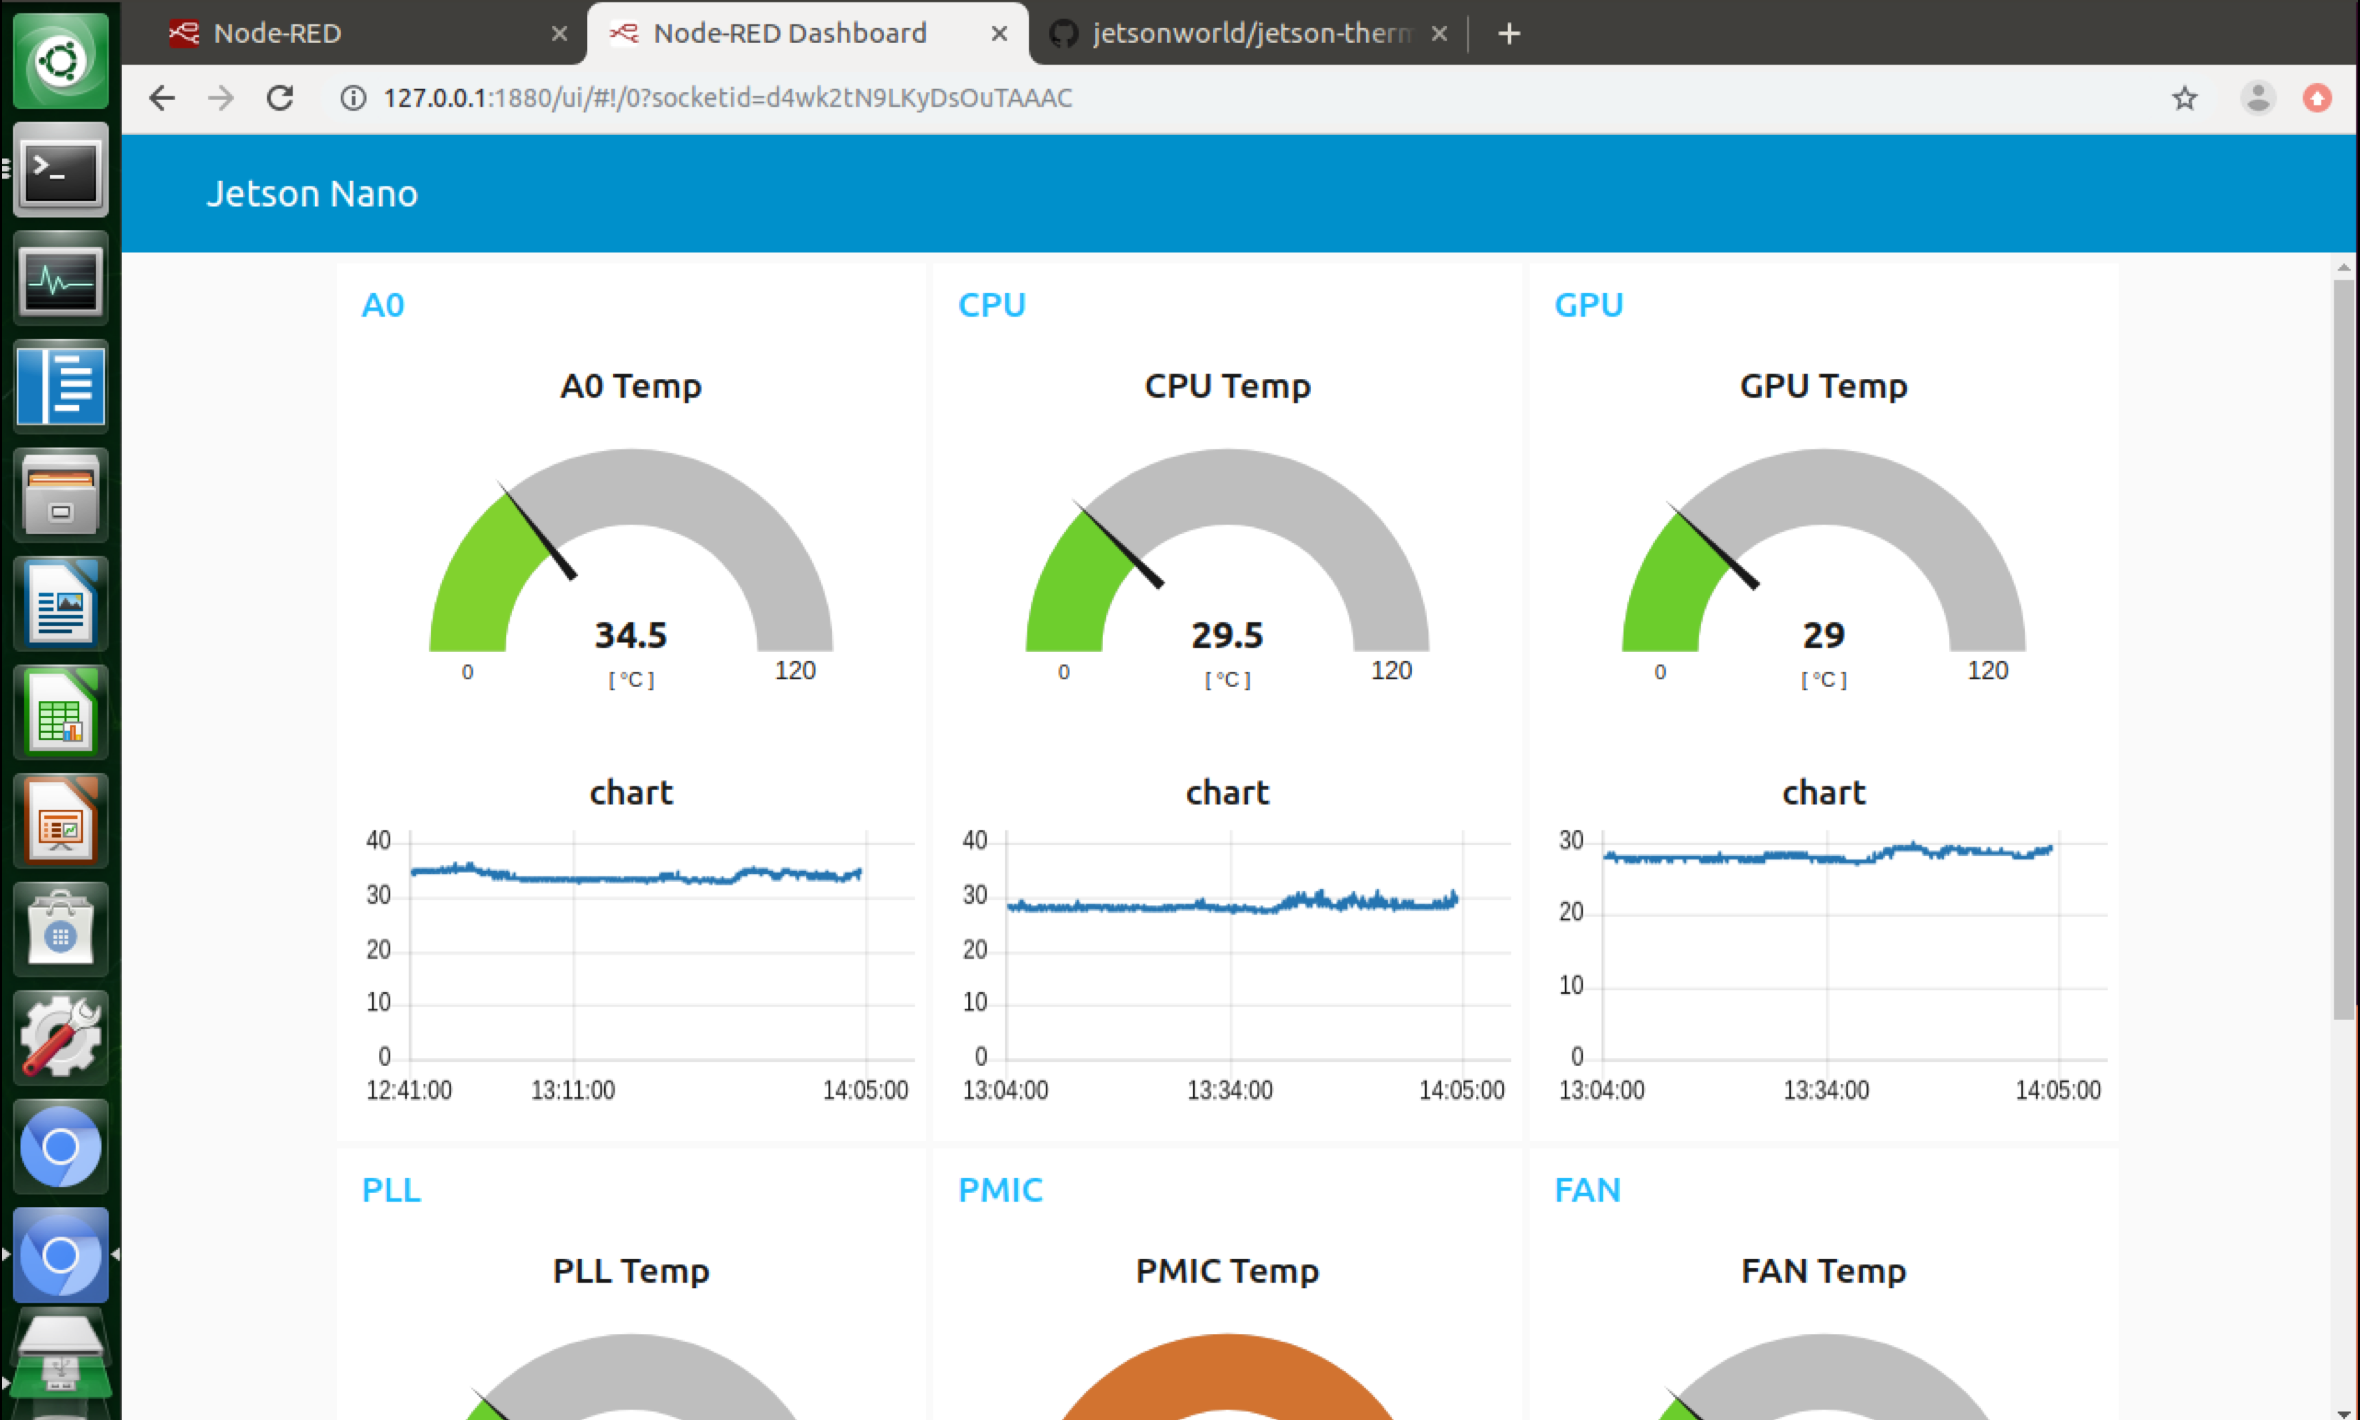 Node-RED
Node-RED Dashboard
jetsonworld/jetson-therm
127.0.0.1:1880/ui/#!/0?socketid=d4wk2tN9LKyDsOuTAAAC
Jetson Nano
A0
A0 Temp
34.5
0
[ °C ]
120
chart
40
30
20
10
0
12:41:00 13:11:00 14:05:00
CPU
CPU Temp
29.5
0
[ °C ]
120
chart
40
30
20
10
0
13:04:00 13:34:00 14:05:00
GPU
GPU Temp
29
0
[ °C ]
120
chart
30
20
10
0
13:04:00 13:34:00 14:05:00
PLL
PLL Temp
PMIC
PMIC Temp
FAN
FAN Temp